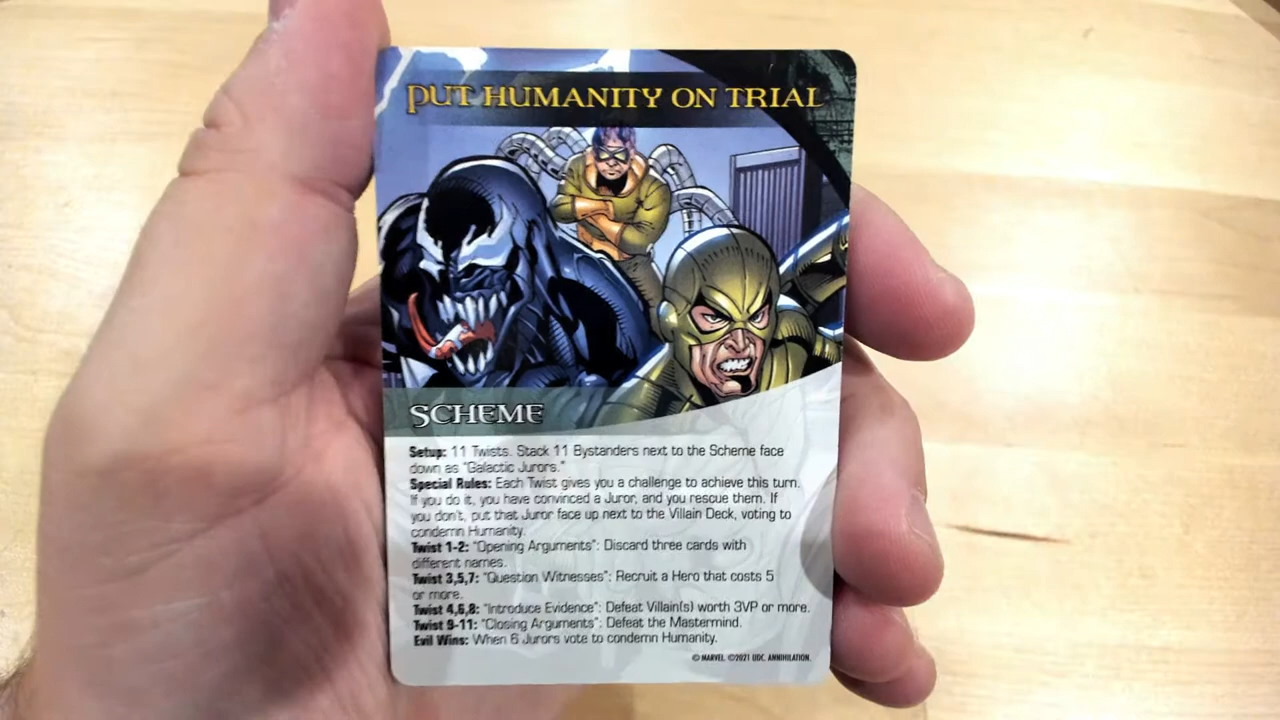 PUT HUMANITY ON TRIAL
SCHEME
Setup: 11 Twists. Stack 11 Bystanders next to the Scheme face
down as "Galactic Jurors."
Special Rules: Each Twist gives you a challenge to achieve this turn.
If you do it, you have convinced a Juror, and you rescue them. If
you don't, put that Juror face up next to the Villain Deck, voting to
condemn Humanity.
Twist 1-2: "Opening Arguments": Discard three cards with
different names.
Twist 3,5,7: "Question Witnesses": Recruit a Hero that costs 5
or more.
Twist 4,6,8: "Introduce Evidence": Defeat Villain(s) worth 3VP or more.
Twist 9-11: "Closing Arguments": Defeat the Mastermind.
Evil Wins: When 6 Jurors vote to condemn Humanity.
© MARVEL. ©2021 UDC. ANNIHILATION.